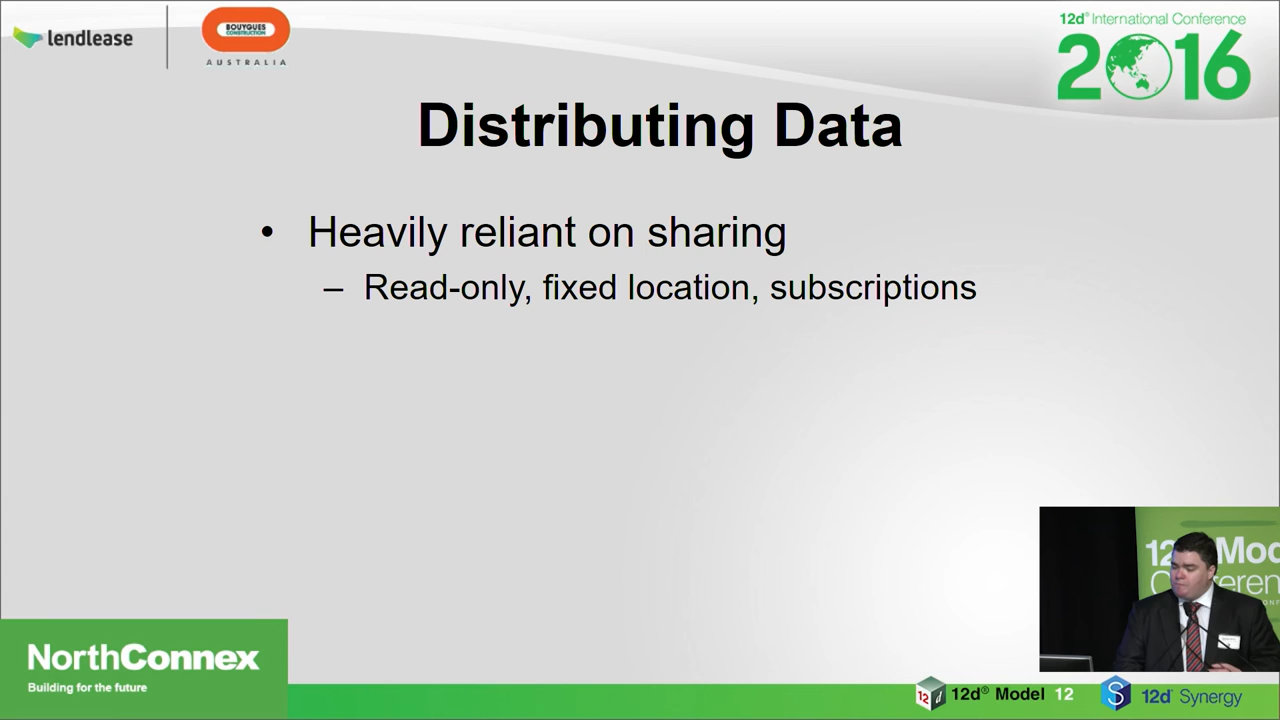 lendlease
BOUYGUES
CONSTRUCTION
AUSTRALIA
12d® International Conference
2016
Distributing Data
• Heavily reliant on sharing
– Read-only, fixed location, subscriptions
NorthConnex
Building for the future
12d® Model 12
12d® Synergy